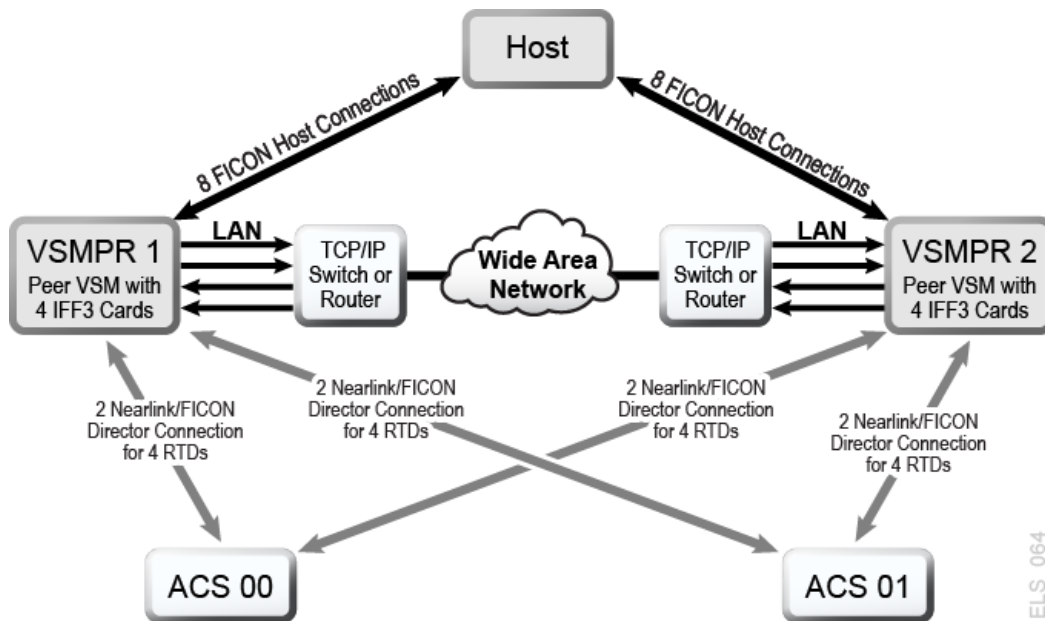 Host
8 FICON Host Connections
8 FICON Host Connections
VSMPR 1
Peer VSM with
4 IFF3 Cards
LAN
TCP/IP
Switch or
Router
Wide Area
Network
TCP/IP
Switch or
Router
LAN
VSMPR 2
Peer VSM with
4 IFF3 Cards
2 Nearlink/FICON
Director Connection
for 4 RTDs
2 Nearlink/FICON
Director Connection
for 4 RTDs
2 Nearlink/FICON
Director Connection
for 4 RTDs
2 Nearlink/FICON
Director Connection
for 4 RTDs
ACS 00
ACS 01
ELS_064